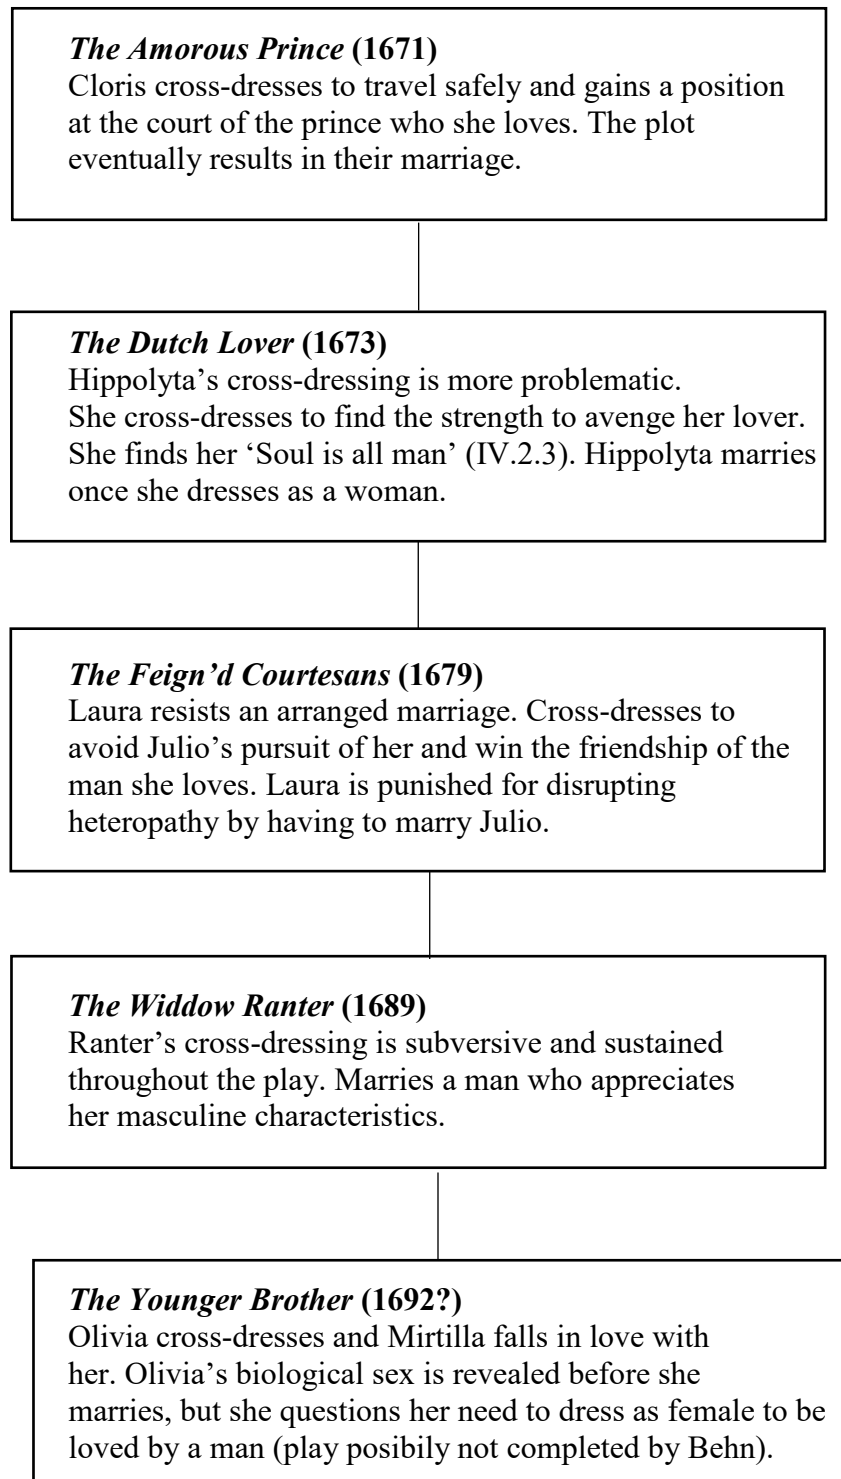 The Amorous Prince (1671)
Cloris cross-dresses to travel safely and gains a position
at the court of the prince who she loves. The plot
eventually results in their marriage.
The Dutch Lover (1673)
Hippolyta’s cross-dressing is more problematic.
She cross-dresses to find the strength to avenge her lover.
She finds her ‘Soul is all man’ (IV.2.3). Hippolyta marries
once she dresses as a woman.
The Feign’d Courtesans (1679)
Laura resists an arranged marriage. Cross-dresses to
avoid Julio’s pursuit of her and win the friendship of the
man she loves. Laura is punished for disrupting
heteropathy by having to marry Julio.
The Widdow Ranter (1689)
Ranter’s cross-dressing is subversive and sustained
throughout the play. Marries a man who appreciates
her masculine characteristics.
The Younger Brother (1692?)
Olivia cross-dresses and Mirtilla falls in love with
her. Olivia’s biological sex is revealed before she
marries, but she questions her need to dress as female to be
loved by a man (play posibily not completed by Behn).